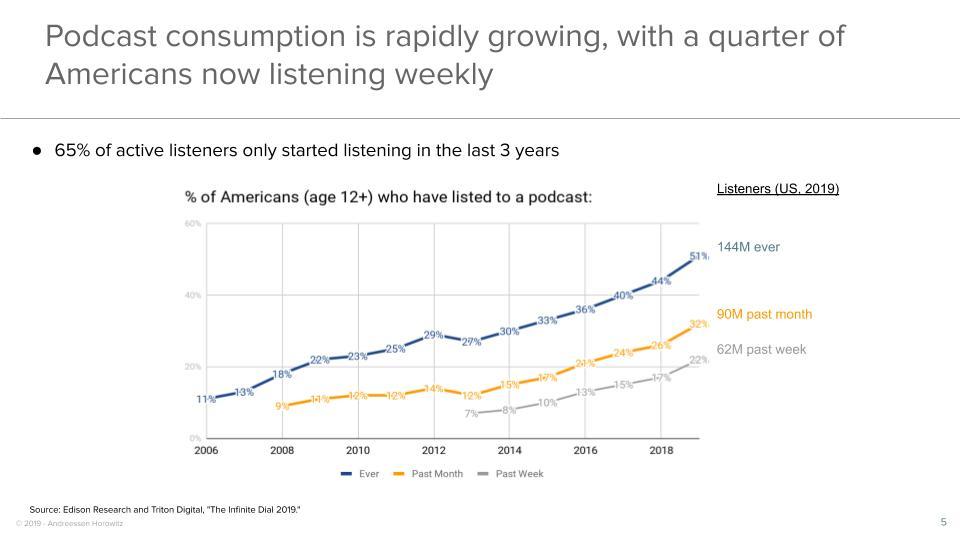 Podcast consumption is rapidly growing, with a quarter of
Americans now listening weekly
● 65% of active listeners only started listening in the last 3 years
% of Americans (age 12+) who have listed to a podcast:
Listeners (US, 2019)
60%
40%
20%
0%
144M ever
90M past month
62M past week
11% 13% 18% 22% 23% 25% 29% 27% 30% 33% 36% 40% 44% 51%
9% 11% 12% 12% 14% 12% 15% 17% 21% 24% 26% 32%
7% 8% 10% 13% 15% 17% 22%
2006 2008 2010 2012 2014 2016 2018
Ever Past Month Past Week
Source: Edison Research and Triton Digital, "The Infinite Dial 2019."
© 2019 - Andreessen Horowitz
5